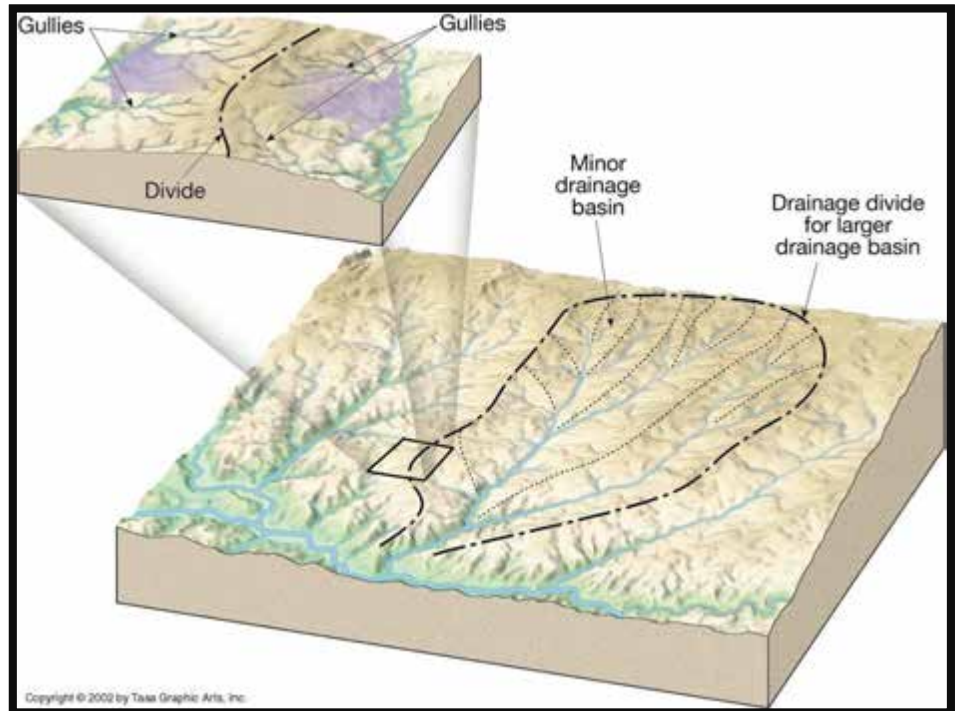 Gullies
Gullies
Divide
Minor
drainage
basin
Drainage divide
for larger
drainage basin
Copyright © 2002 by Tasa Graphic Arts, Inc.